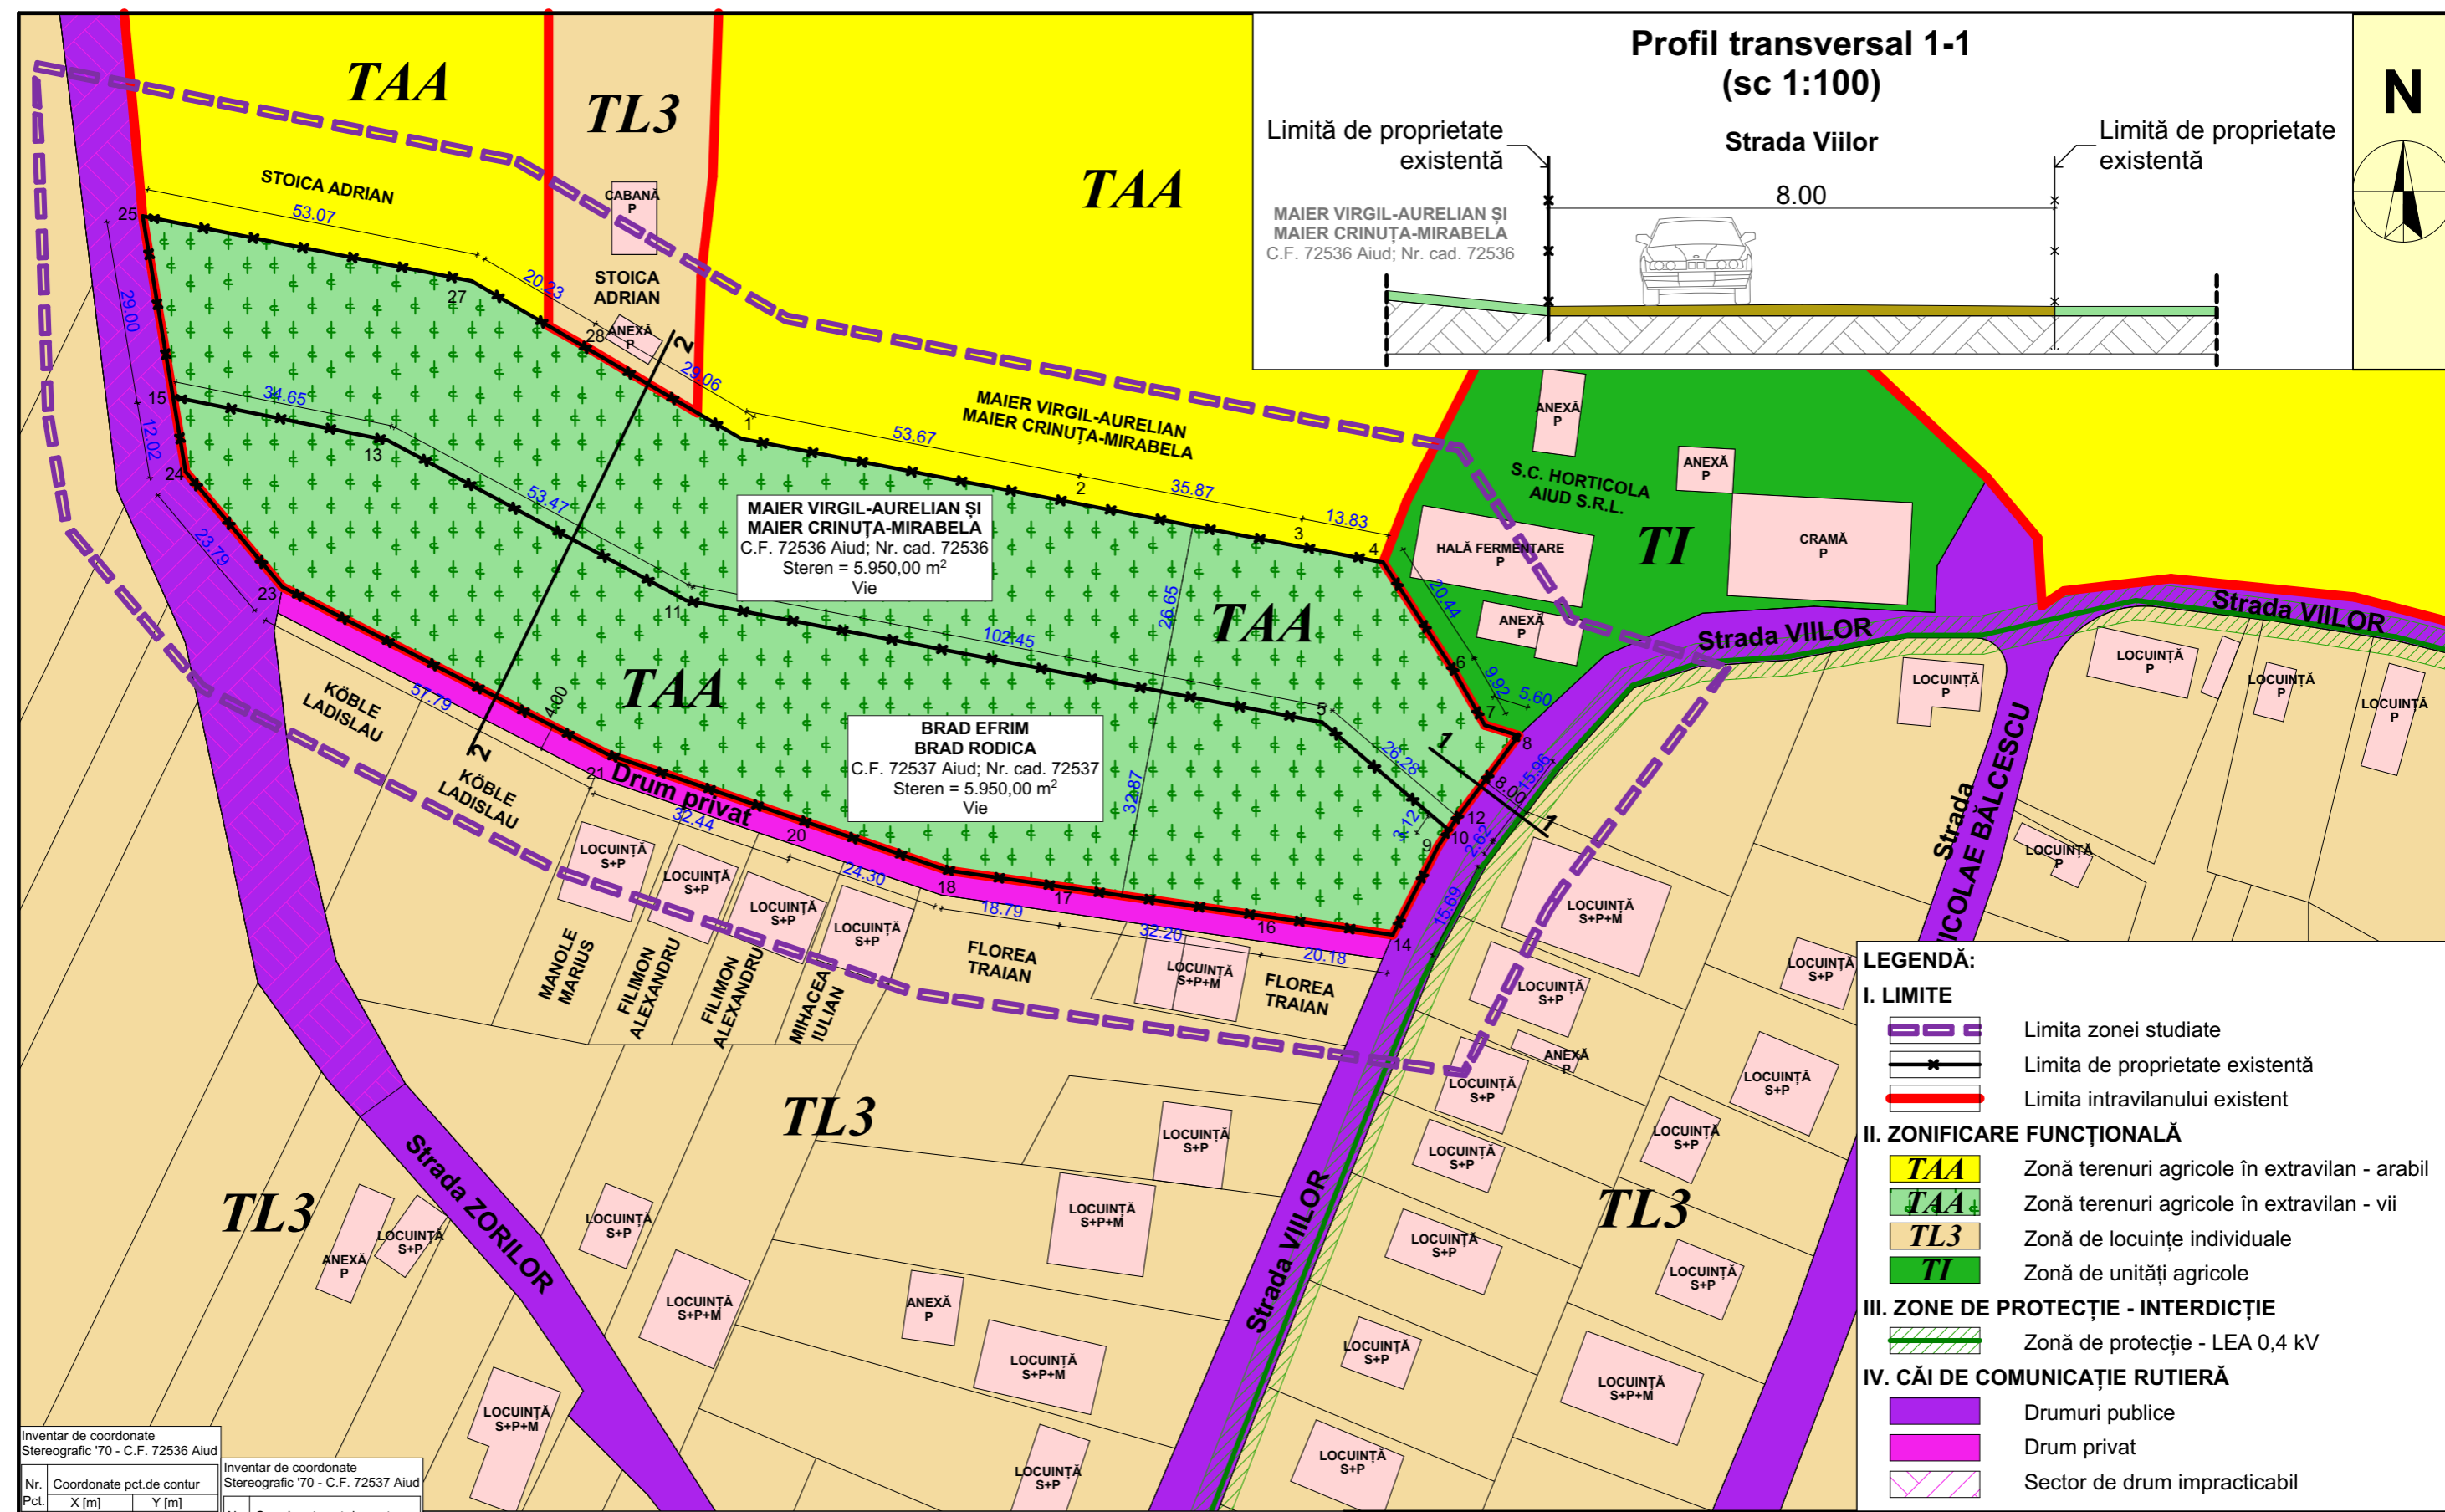 Profil transversal 1-1
(sc 1:100)
Strada Viilor
Limită de proprietate
existentă
Limită de proprietate
existentă
8.00
MAIER VIRGIL-AURELIAN ȘI
MAIER CRINUȚA-MIRABELA
C.F. 72536 Aiud; Nr. cad. 72536
N
TAA
TL3
TAA
STOICA ADRIAN
53.07
CABANĂ
P
STOICA
ADRIAN
ANEXĂ
P
25
27
28
20.23
29.06
29.00
12.02
15
34.65
13
24
53.47
23.79
23
11
1
2
2
53.67
MAIER VIRGIL-AURELIAN
MAIER CRINUȚA-MIRABELA
2
35.87
3
13.83
4
MAIER VIRGIL-AURELIAN ȘI
MAIER CRINUȚA-MIRABELA
C.F. 72536 Aiud; Nr. cad. 72536
Steren = 5.950,00 m²
Vie
102.45
26.65
TAA
TAA
32.87
BRAD EFRIM
BRAD RODICA
C.F. 72537 Aiud; Nr. cad. 72537
Steren = 5.950,00 m²
Vie
ANEXĂ
P
S.C. HORTICOLA
AIUD S.R.L.
ANEXĂ
P
HALĂ FERMENTARE
P
TI
CRAMĂ
P
ANEXĂ
P
20.44
6
9.92
5.60
7
8
5
26.28
1
8.00
1
15.96
12
10
9
3.12
2.62
15.69
14
Strada VIILOR
Strada VIILOR
KÖBLE
LADISLAU
57.79
4.00
KÖBLE
LADISLAU
21
Drum privat
32.44
20
24.30
18
18.79
17
32.20
16
20.18
LOCUINȚĂ
S+P
LOCUINȚĂ
S+P
LOCUINȚĂ
S+P
LOCUINȚĂ
S+P
MANOLE
MARIUS
FILIMON
ALEXANDRU
FILIMON
ALEXANDRU
MIHACEA
IULIAN
FLOREA
TRAIAN
LOCUINȚĂ
S+P+M
FLOREA
TRAIAN
LOCUINȚĂ
P
LOCUINȚĂ
P
LOCUINȚĂ
P
LOCUINȚĂ
P
LOCUINȚĂ
P
Strada
NICOLAE BĂLCESCU
LOCUINȚĂ
S+P+M
LOCUINȚĂ
S+P
ANEXĂ
P
LOCUINȚĂ
S+P
LOCUINȚĂ
S+P
LOCUINȚĂ
S+P
LOCUINȚĂ
S+P
LOCUINȚĂ
S+P
LOCUINȚĂ
S+P
TL3
LOCUINȚĂ
S+P
LOCUINȚĂ
S+P
LOCUINȚĂ
S+P+M
LOCUINȚĂ
S+P
TL3
LOCUINȚĂ
S+P
LOCUINȚĂ
S+P+M
TL3
Strada ZORILOR
Strada VIILOR
ANEXĂ
P
LOCUINȚĂ
S+P
LOCUINȚĂ
S+P
LOCUINȚĂ
S+P+M
ANEXĂ
P
LOCUINȚĂ
S+P+M
LOCUINȚĂ
S+P+M
LOCUINȚĂ
S+P
LEGENDĂ:
I. LIMITE
Limita zonei studiate
Limita de proprietate existentă
Limita intravilanului existent
II. ZONIFICARE FUNCȚIONALĂ
TAA Zonă terenuri agricole în extravilan - arabil
TAA Zonă terenuri agricole în extravilan - vii
TL3 Zonă de locuințe individuale
TI Zonă de unități agricole
III. ZONE DE PROTECȚIE - INTERDICȚIE
Zonă de protecție - LEA 0,4 kV
IV. CĂI DE COMUNICAȚIE RUTIERĂ
Drumuri publice
Drum privat
Sector de drum impracticabil
Inventar de coordonate
Stereografic '70 - C.F. 72536 Aiud
Nr. Coordonate pct.de contur
Pct. X [m] Y [m]
Inventar de coordonate
Stereografic '70 - C.F. 72537 Aiud